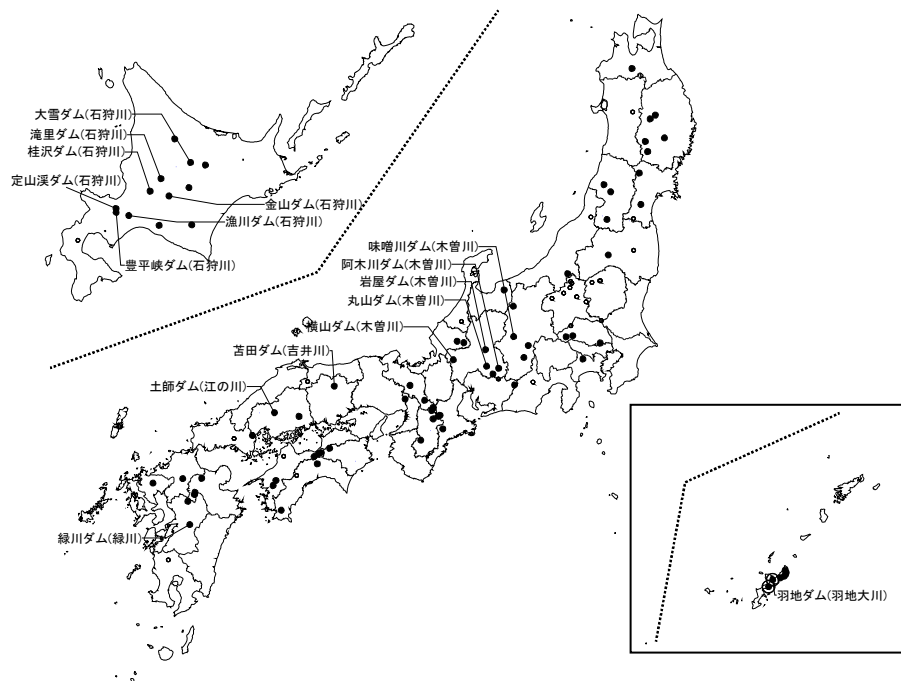 大雪ダム(石狩川)
滝里ダム(石狩川)
桂沢ダム(石狩川)
定山渓ダム(石狩川)
金山ダム(石狩川)
漁川ダム(石狩川)
豊平峡ダム(石狩川)
味噌川ダム(木曽川)
阿木川ダム(木曽川)
岩屋ダム(木曽川)
丸山ダム(木曽川)
横山ダム(木曽川)
苫田ダム(吉井川)
土師ダム(江の川)
緑川ダム(緑川)
羽地ダム(羽地大川)